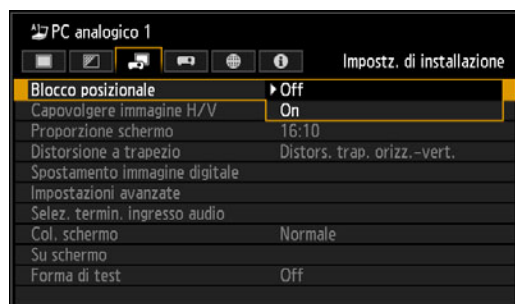 PC analogico 1
Impostz. di installazione
Blocco posizionale Off
On
Capovolgere immagine H/V
Proporzione schermo 16:10
Distorsione a trapezio Distors. trap. orizz.-vert.
Spostamento immagine digitale
Impostazioni avanzate
Selez. termin. ingresso audio
Col. schermo Normale
Su schermo
Forma di test Off